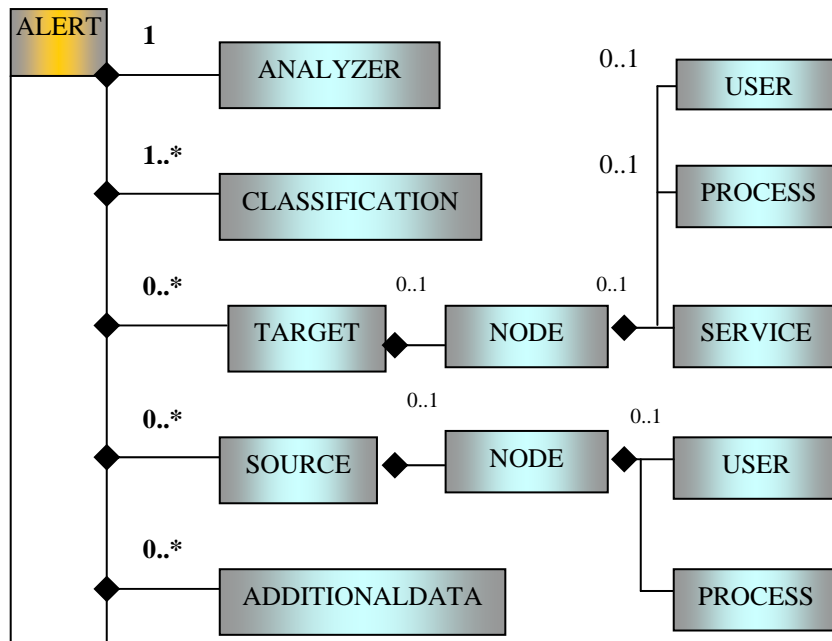 ALERT
1
ANALYZER
0..1
USER
1..*
CLASSIFICATION
0..1
PROCESS
0..*
TARGET
0..1
NODE
0..1
SERVICE
0..*
SOURCE
0..1
NODE
0..1
USER
0..*
ADDITIONALDATA
PROCESS